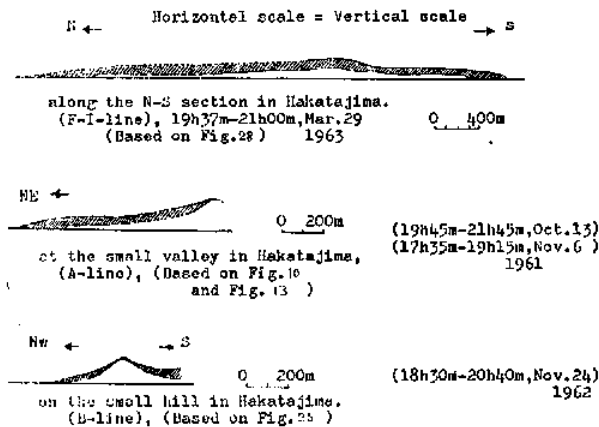 Horizontal scale = Vertical scale
N S
along the N-S section in Hakatajima.
(F-I-line), 19h37m-21h00m,Mar.29
(Based on Fig.28) 1963
0 400m
NE
0 200m
(19h45m-21h45m,Oct.13)
(17h35m-19h15m,Nov.6 )
1961
at the small valley in Hakatajima,
(A-line), (Based on Fig.10
and Fig.13 )
NW S
0 200m
(18h30m-20h40m,Nov.24)
1962
on the small hill in Hakatajima.
(B-line), (Based on Fig.25 )